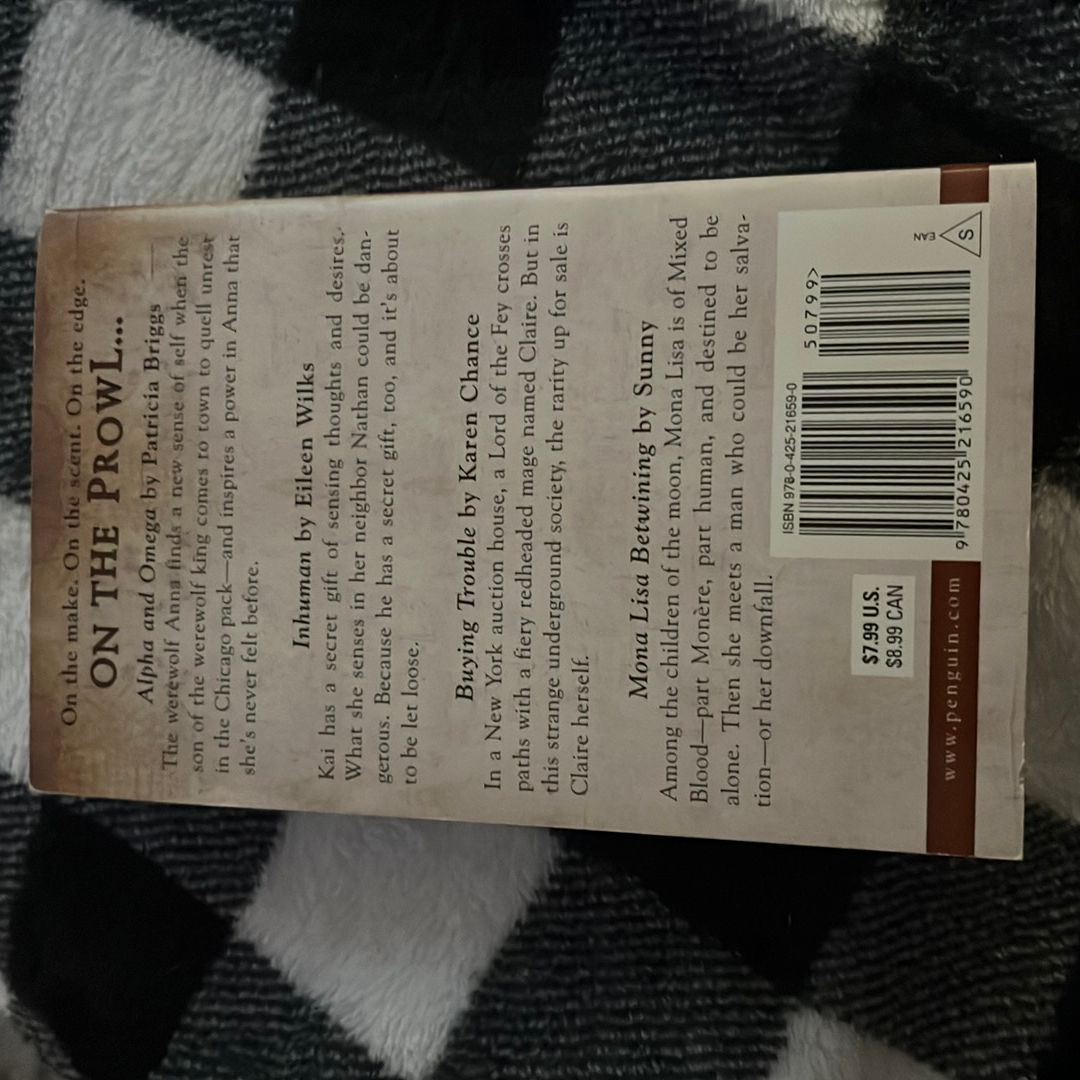 On the make. On the scent. On the edge.
ON THE PROWL...
Alpha and Omega by Patricia Briggs
The werewolf Anna finds a new sense of self when the
son of the werewolf king comes to town to quell unrest
in the Chicago pack—and inspires a power in Anna that
she's never felt before.
Inhuman by Eileen Wilks
Kai has a secret gift of sensing thoughts and desires.
What she senses in her neighbor Nathan could be dan-
gerous. Because he has a secret gift, too, and it's about
to be let loose.
Buying Trouble by Karen Chance
In a New York auction house, a Lord of the Fey crosses
paths with a fiery redheaded mage named Claire. But in
this strange underground society, the rarity up for sale is
Claire herself.
Mona Lisa Betwining by Sunny
Among the children of the moon, Mona Lisa is of Mixed
Blood—part Monère, part human, and destined to be
alone. Then she meets a man who could be her salva-
tion—or her downfall.
$7.99 U.S.
$8.99 CAN
ISBN 978-0-425-21659-0
50799>
9 780425 216590
EAN
S
www.penguin.com